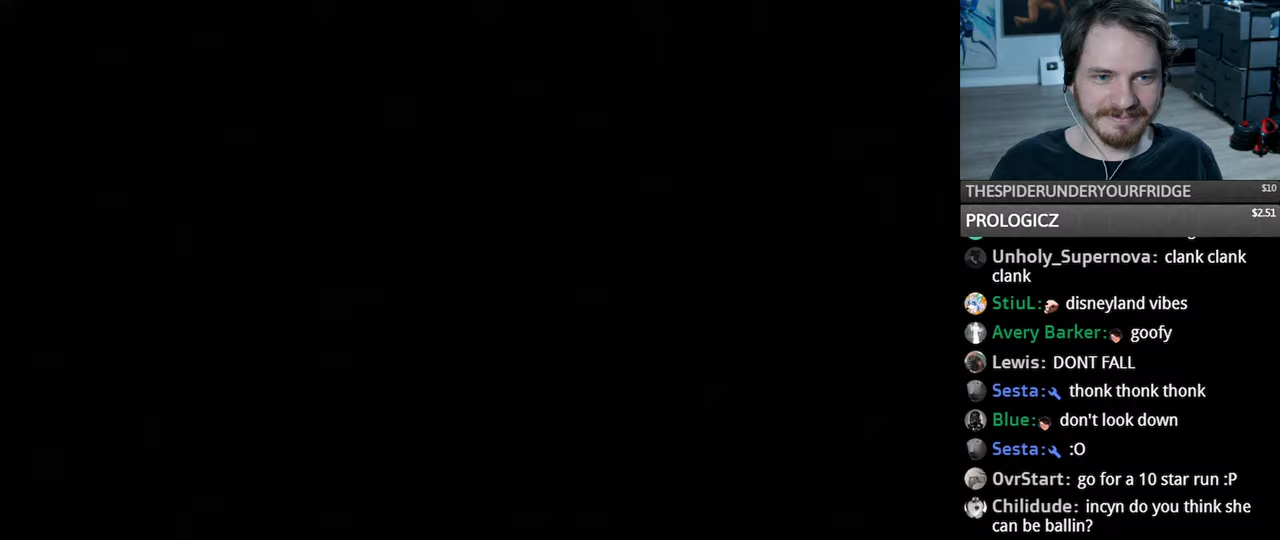 THESPIDERUNDERYOURFRIDGE $10
PROLOGICZ $2.51
Unholy_Supernova: clank clank
clank
StiuL: disneyland vibes
Avery Barker: goofy
Lewis: DONT FALL
Sesta: thonk thonk thonk
Blue: don't look down
Sesta: :O
OvrStart: go for a 10 star run :P
Chilidude: incyn do you think she
can be ballin?